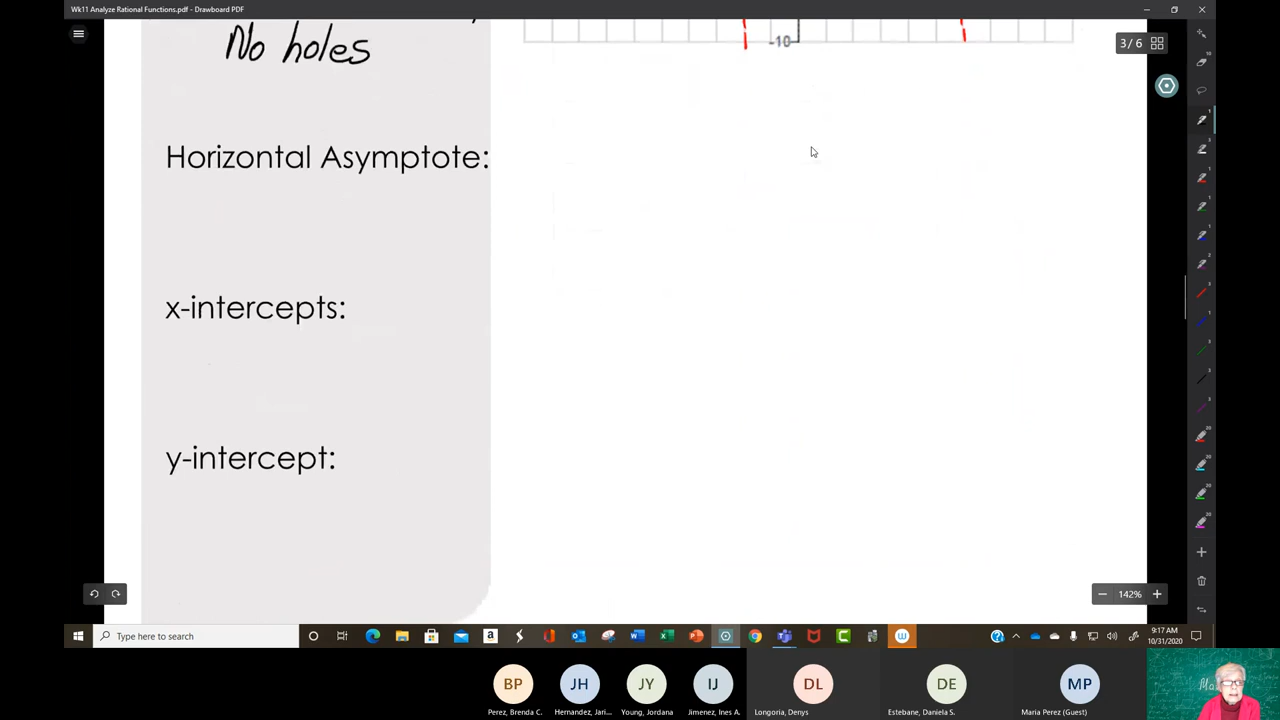 Wk11 Analyze Rational Functions.pdf - Drawboard PDF
No holes
-10
3 / 6
Horizontal Asymptote:
x-intercepts:
y-intercept:
142%
Type here to search
9:17 AM
10/31/2020
BP
JH
JY
IJ
DL
DE
MP
Perez, Brenda C.
Hernandez, Jari...
Young, Jordana
Jimenez, Ines A.
Longoria, Denys
Estebane, Daniela S.
Maria Perez (Guest)